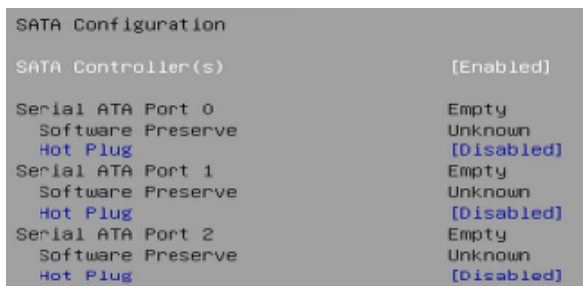 SATA Configuration
SATA Controller(s) [Enabled]
Serial ATA Port 0 Empty
Software Preserve Unknown
Hot Plug [Disabled]
Serial ATA Port 1 Empty
Software Preserve Unknown
Hot Plug [Disabled]
Serial ATA Port 2 Empty
Software Preserve Unknown
Hot Plug [Disabled]